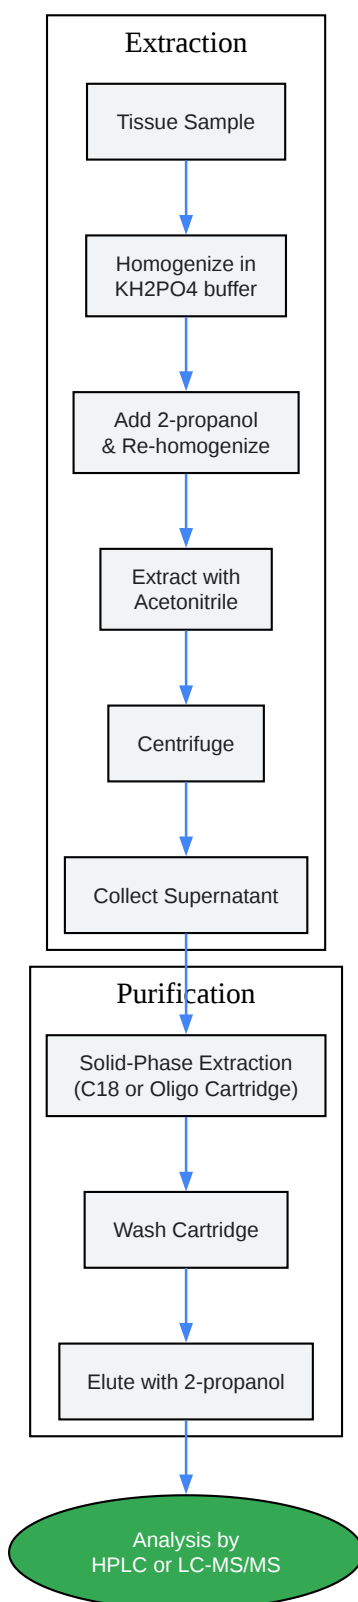 Extraction
Tissue Sample
Homogenize in
KH2PO4 buffer
Add 2-propanol
& Re-homogenize
Extract with
Acetonitrile
Centrifuge
Collect Supernatant
Purification
Solid-Phase Extraction
(C18 or Oligo Cartridge)
Wash Cartridge
Elute with 2-propanol
Analysis by
HPLC or LC-MS/MS